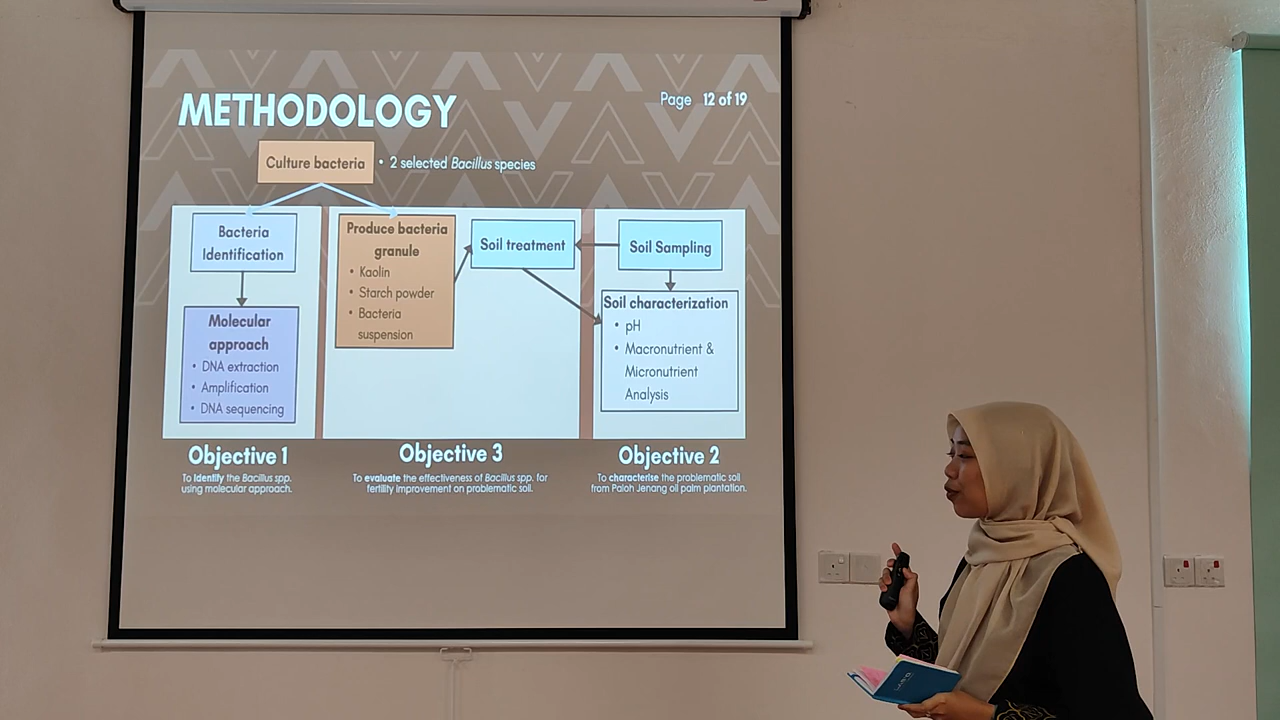 METHODOLOGY
Page 12 of 19
Culture bacteria
• 2 selected Bacillus species
Bacteria
Identification
Molecular
approach
• DNA extraction
• Amplification
• DNA sequencing
Objective 1
To identify the Bacillus spp.
using molecular approach.
Produce bacteria
granule
• Kaolin
• Starch powder
• Bacteria
suspension
Soil treatment
Objective 3
To evaluate the effectiveness of Bacillus spp. for
fertility improvement on problematic soil.
Soil Sampling
Soil characterization
• pH
• Macronutrient &
Micronutrient
Analysis
Objective 2
To characterise the problematic soil
from Paloh Jenang oil palm plantation.